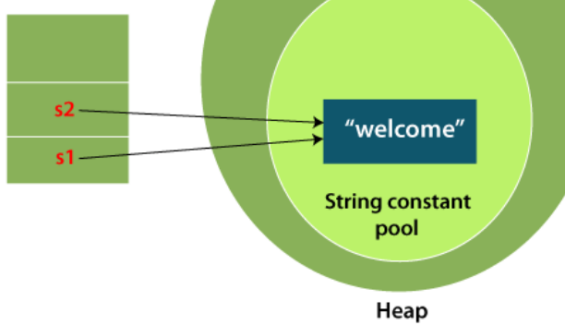 s2
s1
“welcome”
String constant
pool
Heap